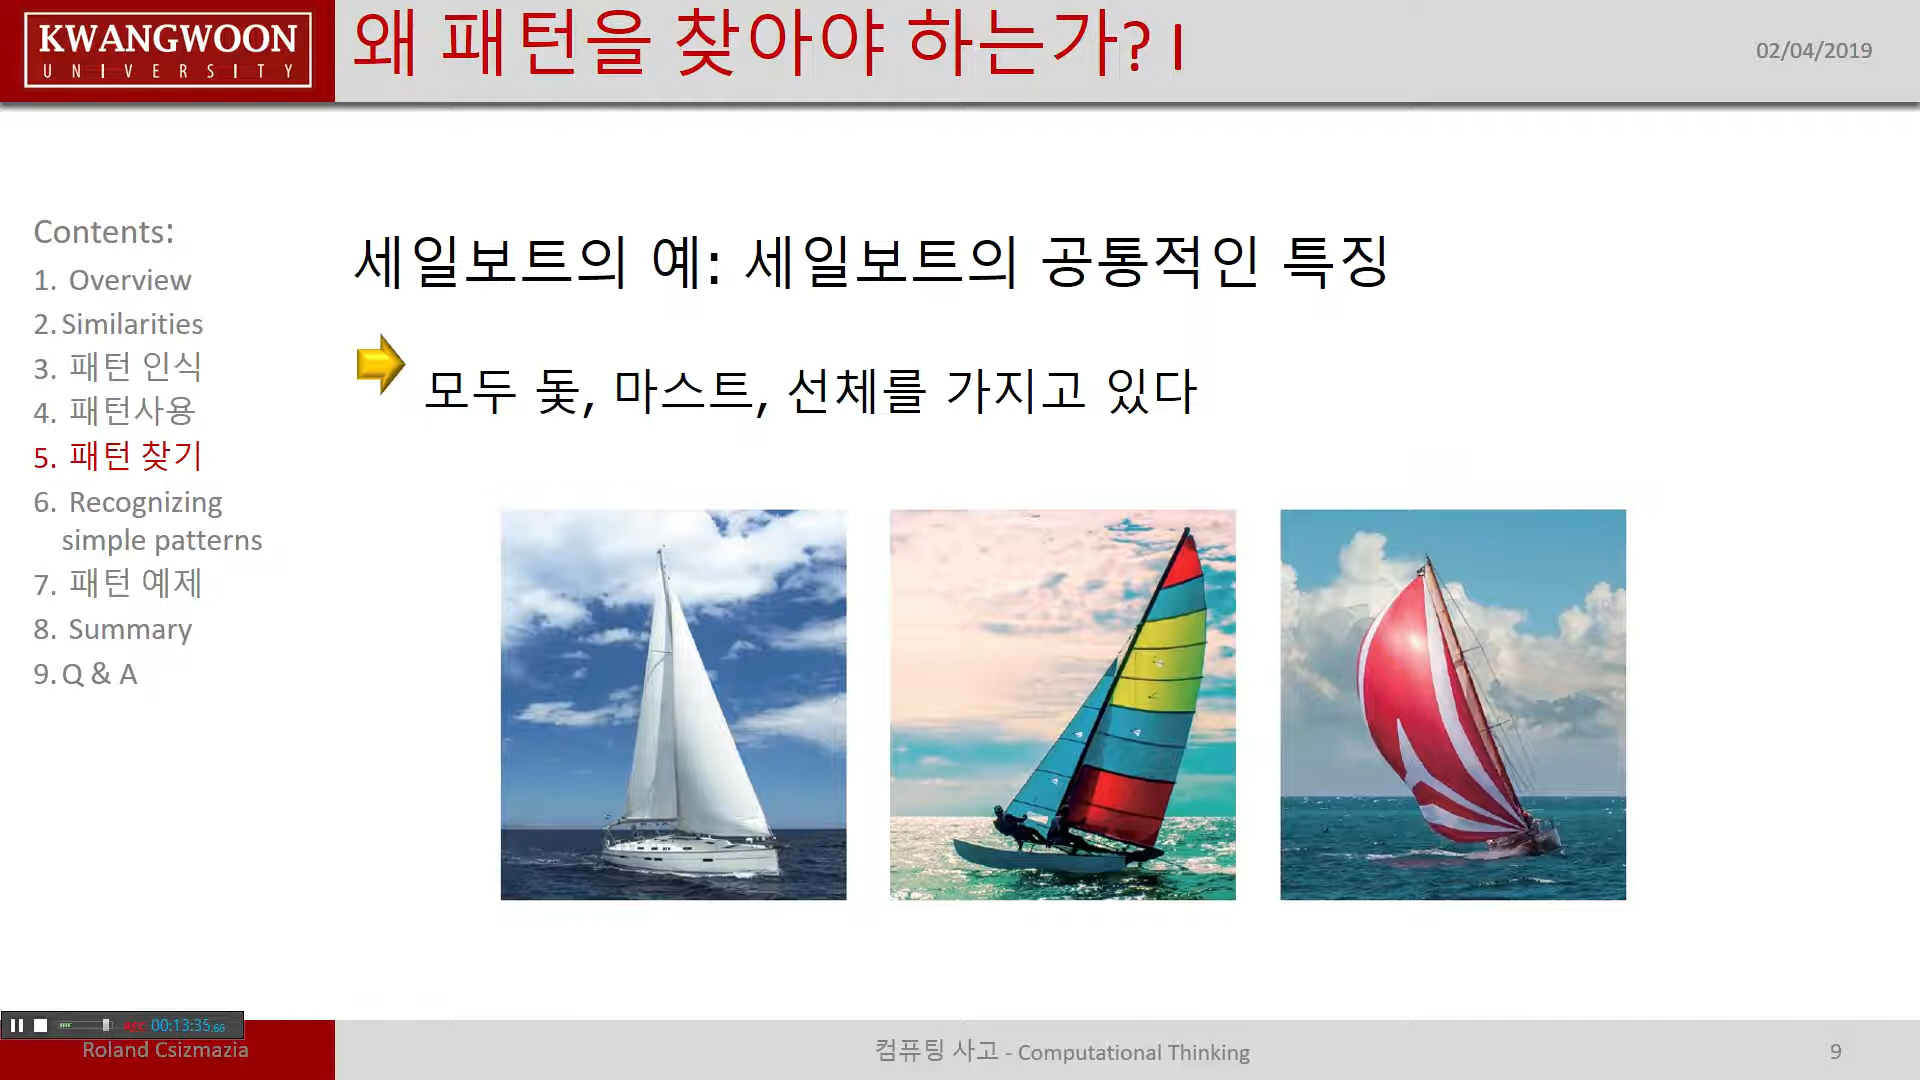 KWANGWOON
UNIVERSITY
왜 패턴을 찾아야 하는가? I
02/04/2019
Contents:
1. Overview
2. Similarities
3. 패턴 인식
4. 패턴사용
5. 패턴 찾기
6. Recognizing
simple patterns
7. 패턴 예제
8. Summary
9. Q & A
세일보트의 예: 세일보트의 공통적인 특징
모두 돛, 마스트, 선체를 가지고 있다
REC 00:13:35.66
Roland Csizmazia
컴퓨팅 사고 - Computational Thinking
9